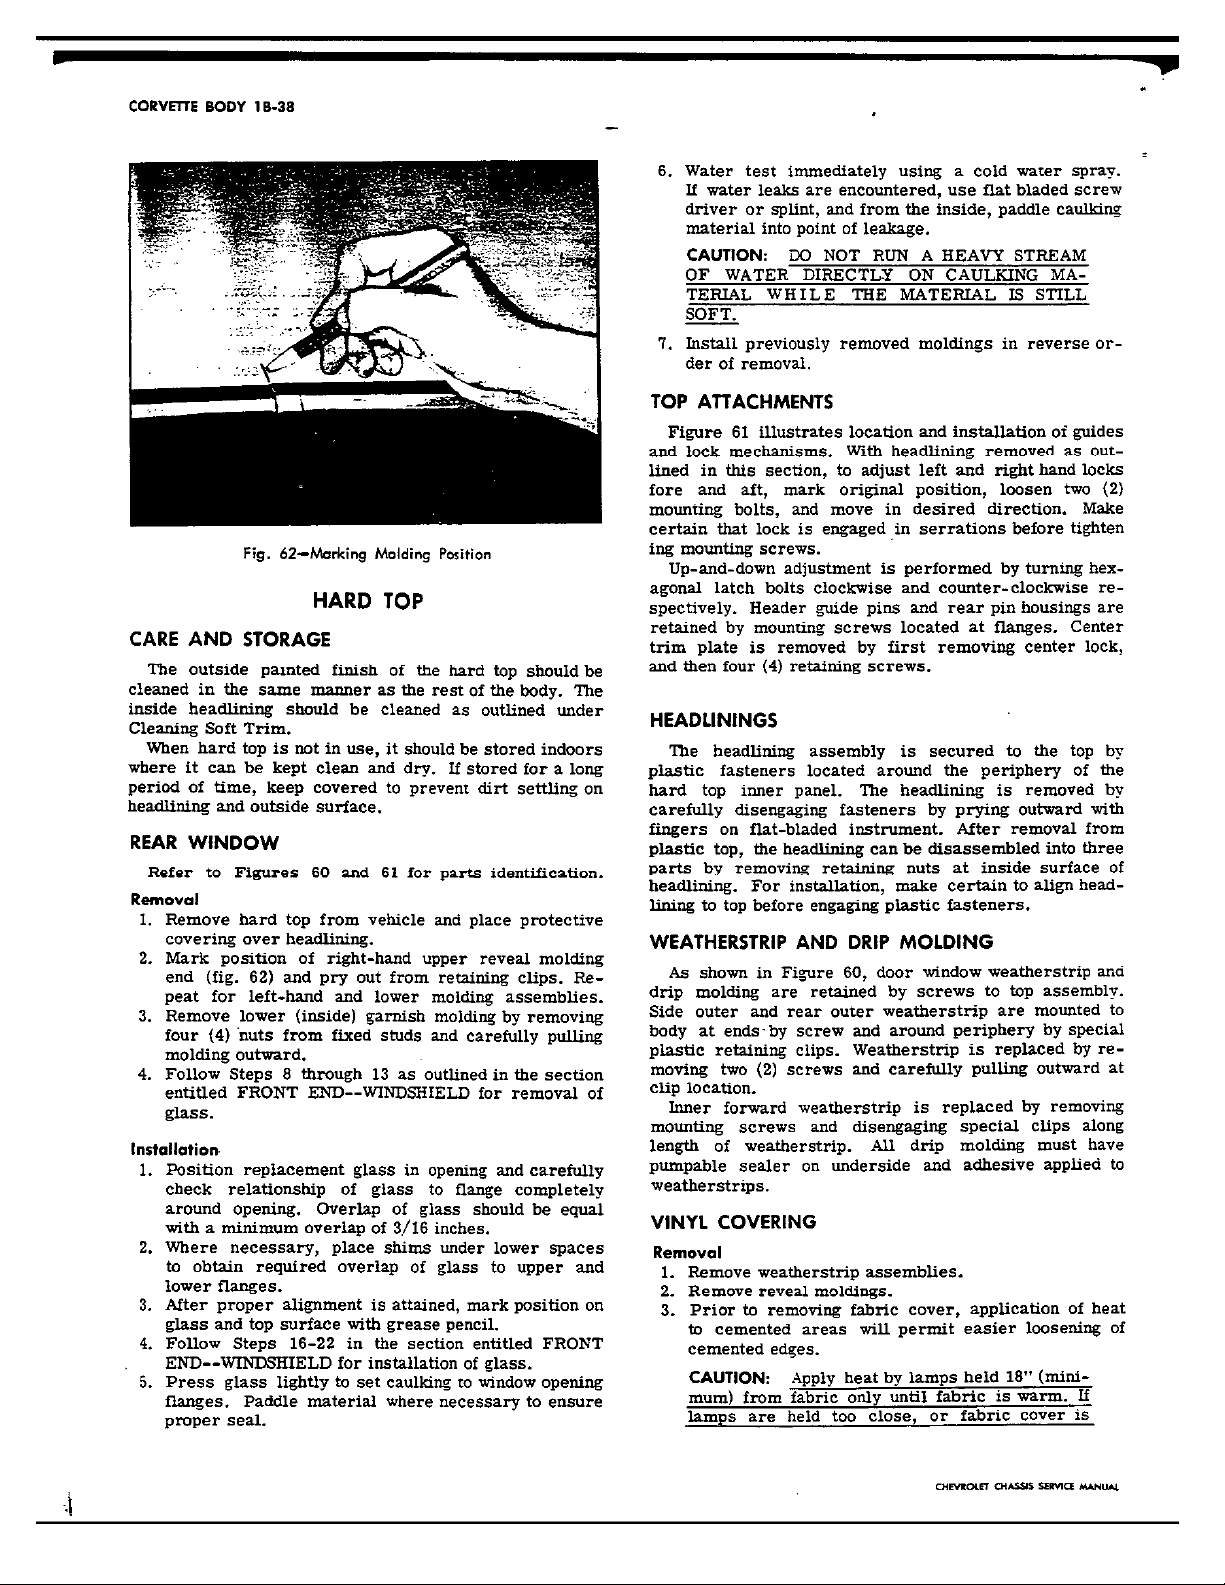 CORVETTE BODY 1B-38
Fig. 62—Marking Molding Position
HARD TOP
CARE AND STORAGE
The outside painted finish of the hard top should be
cleaned in the same manner as the rest of the body. The
inside headlining should be cleaned as outlined under
Cleaning Soft Trim.
When hard top is not in use, it should be stored indoors
where it can be kept clean and dry. If stored for a long
period of time, keep covered to prevent dirt settling on
headlining and outside surface.
REAR WINDOW
Refer to Figures 60 and 61 for parts identification.
Removal
1. Remove hard top from vehicle and place protective
covering over headlining.
2. Mark position of right-hand upper reveal molding
end (fig. 62) and pry out from retaining clips. Re-
peat for left-hand and lower molding assemblies.
3. Remove lower (inside) garnish molding by removing
four (4) nuts from fixed studs and carefully pulling
molding outward.
4. Follow Steps 8 through 13 as outlined in the section
entitled FRONT END--WINDSHIELD for removal of
glass.
Installation
1. Position replacement glass in opening and carefully
check relationship of glass to flange completely
around opening. Overlap of glass should be equal
with a minimum overlap of 3/16 inches.
2. Where necessary, place shims under lower spaces
to obtain required overlap of glass to upper and
lower flanges.
3. After proper alignment is attained, mark position on
glass and top surface with grease pencil.
4. Follow Steps 16-22 in the section entitled FRONT
END--WINDSHIELD for installation of glass.
5. Press glass lightly to set caulking to window opening
flanges. Paddle material where necessary to ensure
proper seal.
6. Water test immediately using a cold water spray.
If water leaks are encountered, use flat bladed screw
driver or splint, and from the inside, paddle caulking
material into point of leakage.
CAUTION: DO NOT RUN A HEAVY STREAM
OF WATER DIRECTLY ON CAULKING MA-
TERIAL WHILE THE MATERIAL IS STILL
SOFT.
7. Install previously removed moldings in reverse or-
der of removal.
TOP ATTACHMENTS
Figure 61 illustrates location and installation of guides
and lock mechanisms. With headlining removed as out-
lined in this section, to adjust left and right hand locks
fore and aft, mark original position, loosen two (2)
mounting bolts, and move in desired direction. Make
certain that lock is engaged in serrations before tighten
ing mounting screws.
Up-and-down adjustment is performed by turning hex-
agonal latch bolts clockwise and counter-clockwise re-
spectively. Header guide pins and rear pin housings are
retained by mounting screws located at flanges. Center
trim plate is removed by first removing center lock,
and then four (4) retaining screws.
HEADLININGS
The headlining assembly is secured to the top by
plastic fasteners located around the periphery of the
hard top inner panel. The headlining is removed by
carefully disengaging fasteners by prying outward with
fingers on flat-bladed instrument. After removal from
plastic top, the headlining can be disassembled into three
parts by removing retaining nuts at inside surface of
headlining. For installation, make certain to align head-
lining to top before engaging plastic fasteners.
WEATHERSTRIP AND DRIP MOLDING
As shown in Figure 60, door window weatherstrip and
drip molding are retained by screws to top assembly.
Side outer and rear outer weatherstrip are mounted to
body at ends by screw and around periphery by special
plastic retaining clips. Weatherstrip is replaced by re-
moving two (2) screws and carefully pulling outward at
clip location.
Inner forward weatherstrip is replaced by removing
mounting screws and disengaging special clips along
length of weatherstrip. All drip molding must have
pumpable sealer on underside and adhesive applied to
weatherstrips.
VINYL COVERING
Removal
1. Remove weatherstrip assemblies.
2. Remove reveal moldings.
3. Prior to removing fabric cover, application of heat
to cemented areas will permit easier loosening of
cemented edges.
CAUTION: Apply heat by lamps held 18" (mini-
mum) from fabric only until fabric is warm. If
lamps are held too close, or fabric cover is
CHEVROLET CHASSIS SERVICE MANUAL